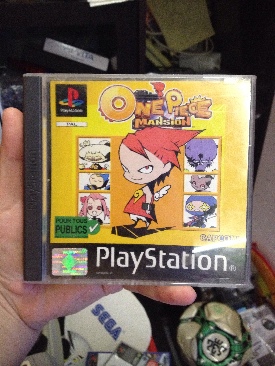 ONE PIECE
MANSION
POUR TOUS
PUBLICS
CAPCOM
PlayStation
SEGA